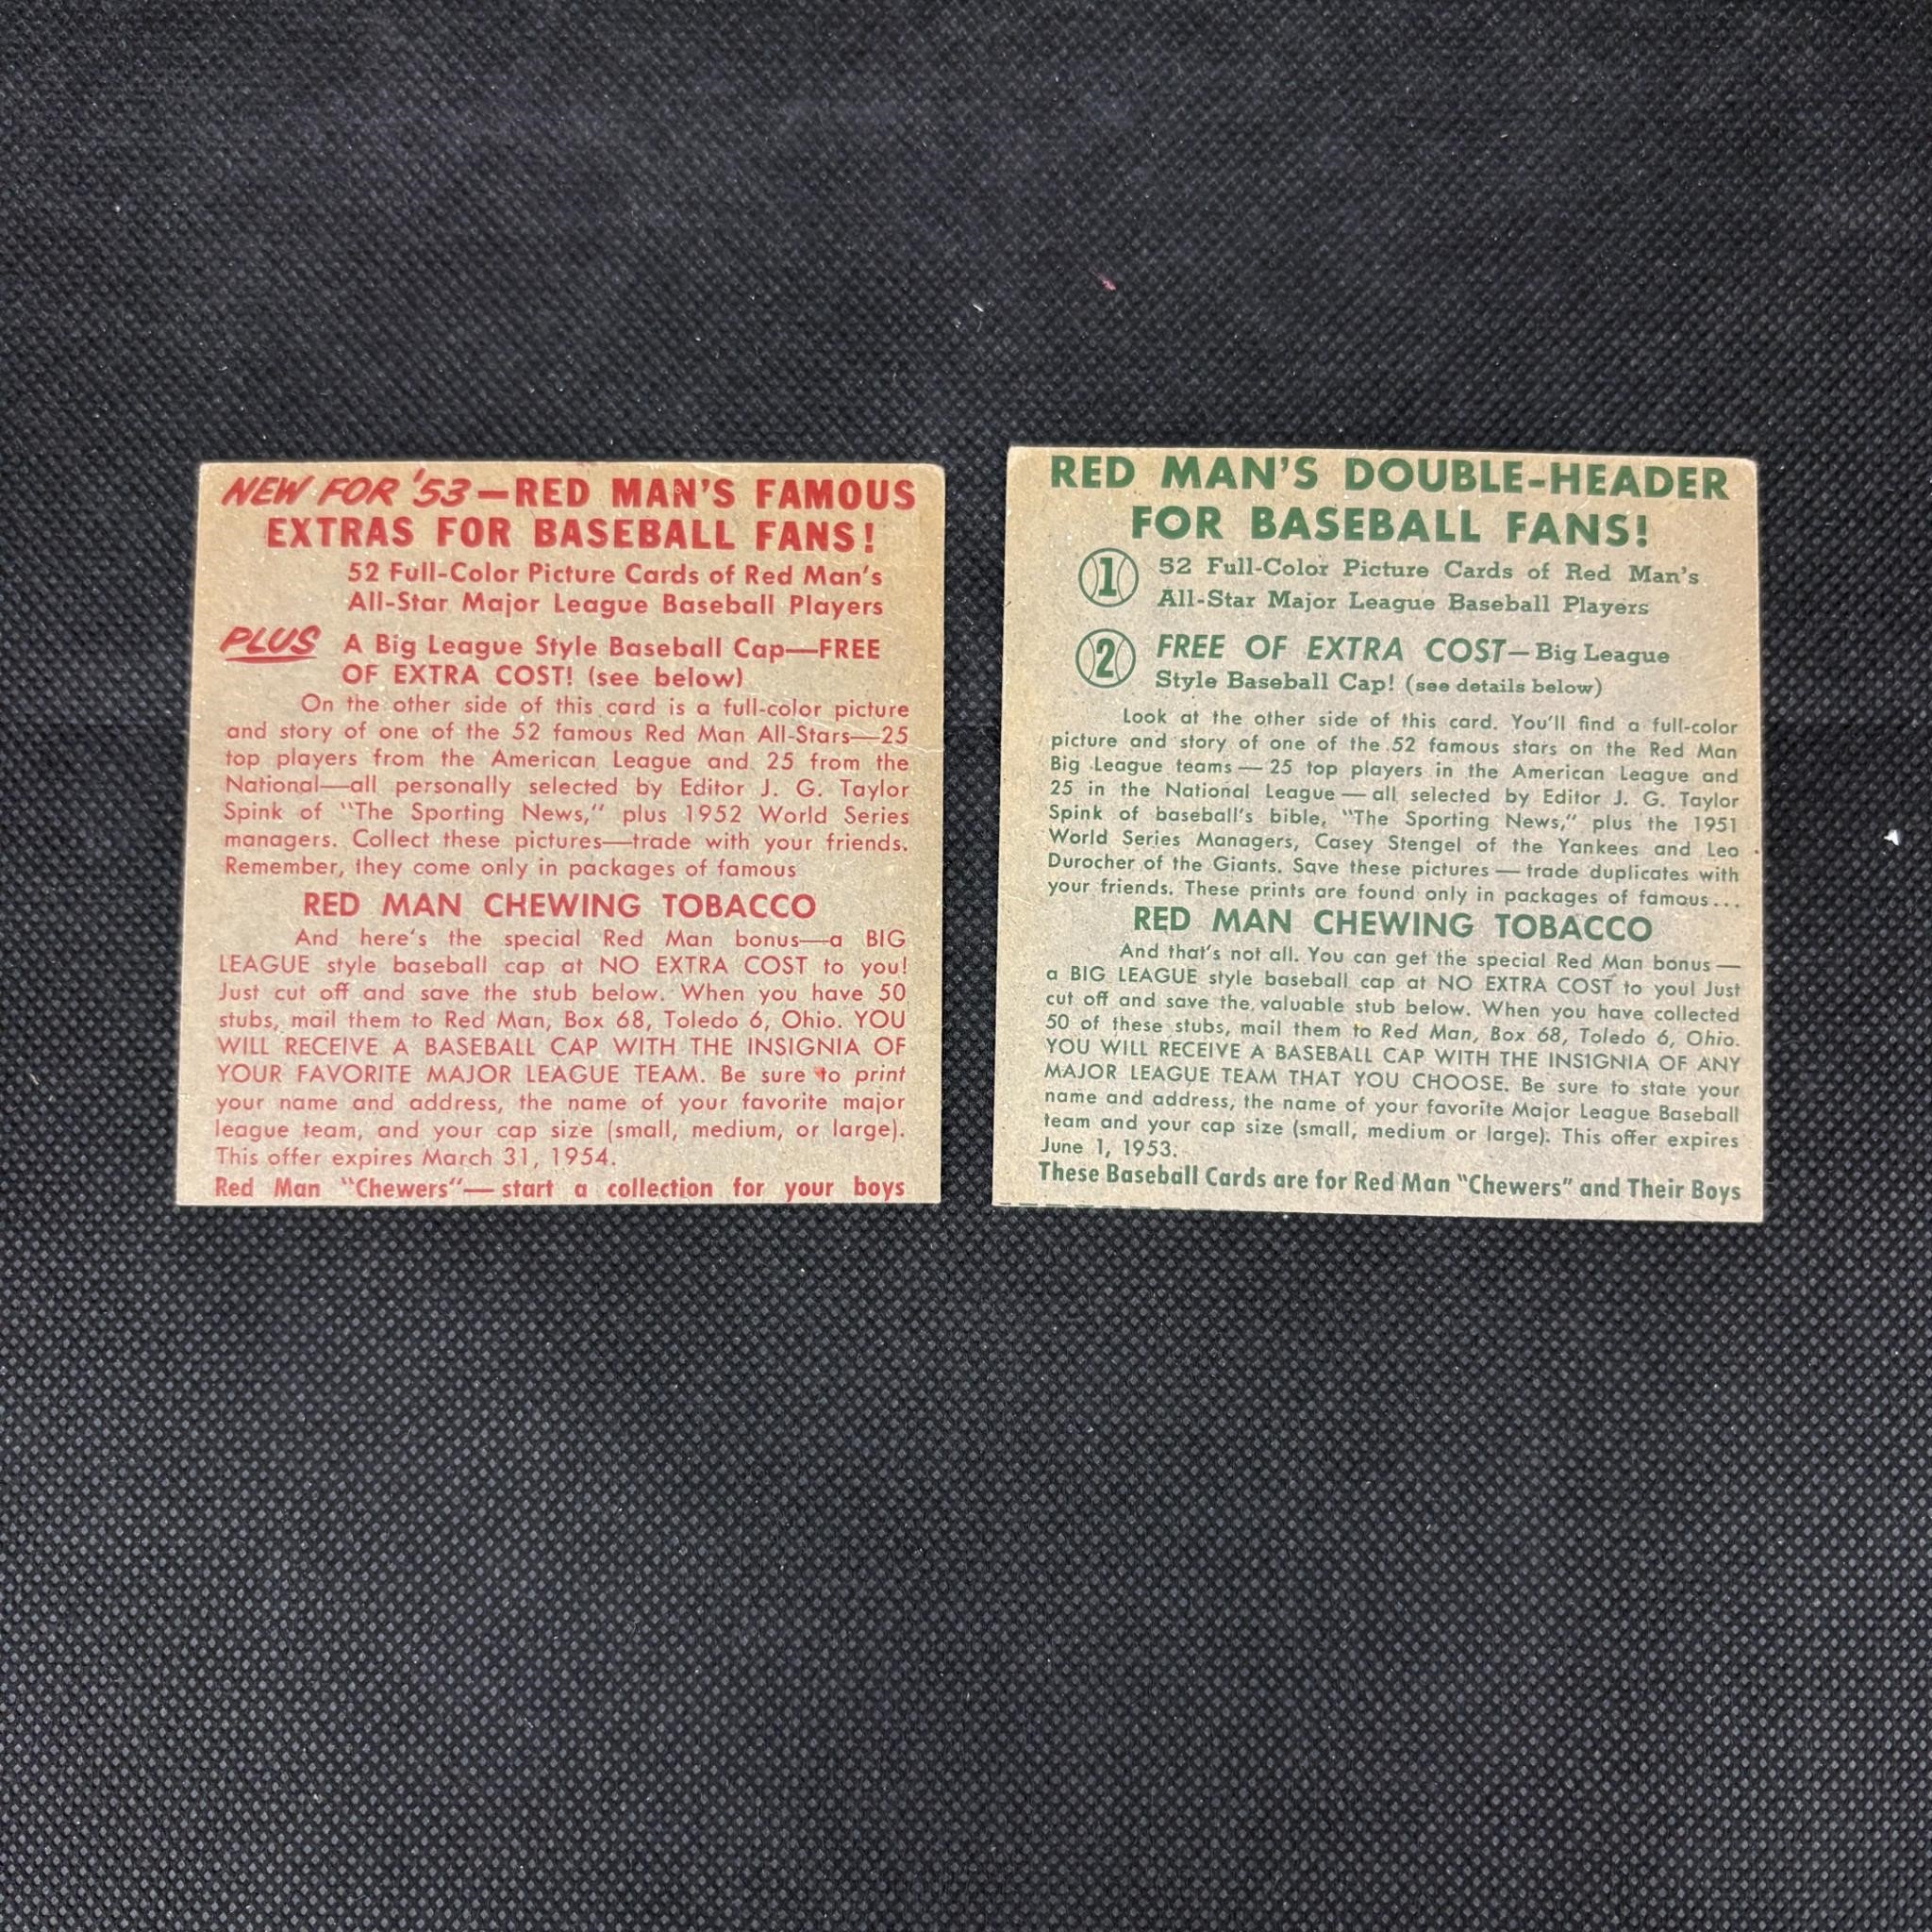 NEW FOR '53—RED MAN'S FAMOUS
EXTRAS FOR BASEBALL FANS!
52 Full-Color Picture Cards of Red Man's
All-Star Major League Baseball Players
PLUS A Big League Style Baseball Cap—FREE
OF EXTRA COST! (see below)
On the other side of this card is a full-color picture
and story of one of the 52 famous Red Man All-Stars—25
top players from the American League and 25 from the
National—all personally selected by Editor J. G. Taylor
Spink of "The Sporting News," plus 1952 World Series
managers. Collect these pictures—trade with your friends.
Remember, they come only in packages of famous
RED MAN CHEWING TOBACCO
And here's the special Red Man bonus—a BIG
LEAGUE style baseball cap at NO EXTRA COST to you!
Just cut off and save the stub below. When you have 50
stubs, mail them to Red Man, Box 68, Toledo 6, Ohio. YOU
WILL RECEIVE A BASEBALL CAP WITH THE INSIGNIA OF
YOUR FAVORITE MAJOR LEAGUE TEAM. Be sure to print
your name and address, the name of your favorite major
league team, and your cap size (small, medium, or large).
This offer expires March 31, 1954.
Red Man "Chewers"—start a collection for your boys
RED MAN'S DOUBLE-HEADER
FOR BASEBALL FANS!
1 52 Full-Color Picture Cards of Red Man's
All-Star Major League Baseball Players
2 FREE OF EXTRA COST—Big League
Style Baseball Cap! (see details below)
Look at the other side of this card. You'll find a full-color
picture and story of one of the 52 famous stars on the Red Man
Big League teams—25 top players in the American League and
25 in the National League—all selected by Editor J. G. Taylor
Spink of baseball's bible, "The Sporting News," plus the 1951
World Series Managers, Casey Stengel of the Yankees and Leo
Durocher of the Giants. Save these pictures—trade duplicates with
your friends. These prints are found only in packages of famous...
RED MAN CHEWING TOBACCO
And that's not all. You can get the special Red Man bonus—
a BIG LEAGUE style baseball cap at NO EXTRA COST to you! Just
cut off and save the valuable stub below. When you have collected
50 of these stubs, mail them to Red Man, Box 68, Toledo 6, Ohio.
YOU WILL RECEIVE A BASEBALL CAP WITH THE INSIGNIA OF ANY
MAJOR LEAGUE TEAM THAT YOU CHOOSE. Be sure to state your
name and address, the name of your favorite Major League Baseball
team and your cap size (small, medium or large). This offer expires
June 1, 1953.
These Baseball Cards are for Red Man "Chewers" and Their Boys